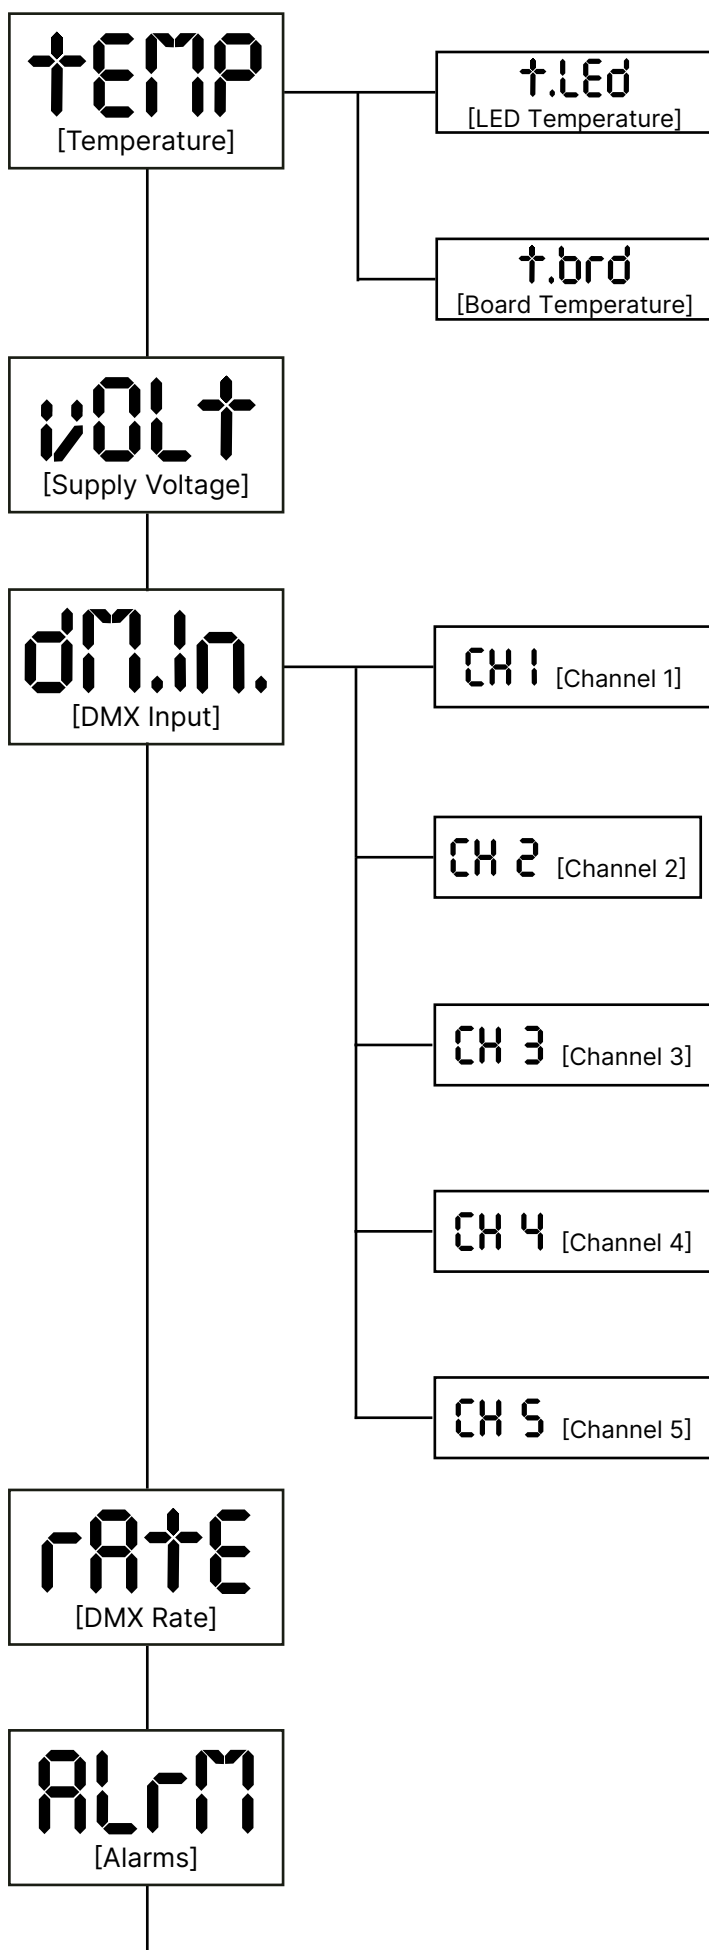 tEMP
[Temperature]
t.LEd
[LED Temperature]
t.brd
[Board Temperature]
vOLt
[Supply Voltage]
dM.In.
[DMX Input]
CH 1 [Channel 1]
CH 2 [Channel 2]
CH 3 [Channel 3]
CH 4 [Channel 4]
CH 5 [Channel 5]
rAtE
[DMX Rate]
ALrM
[Alarms]